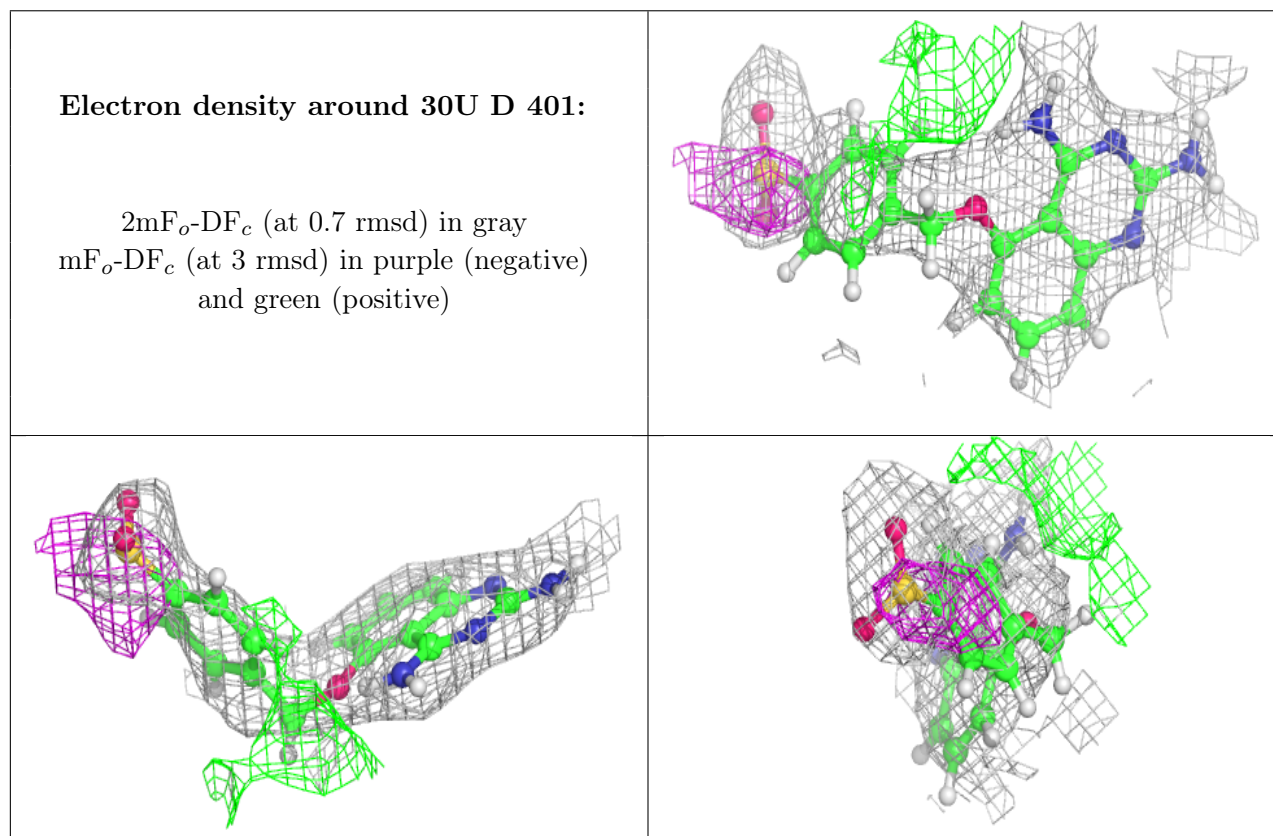 Electron density around 30U D 401:
2mFo-DFc (at 0.7 rmsd) in gray
mFo-DFc (at 3 rmsd) in purple (negative)
and green (positive)